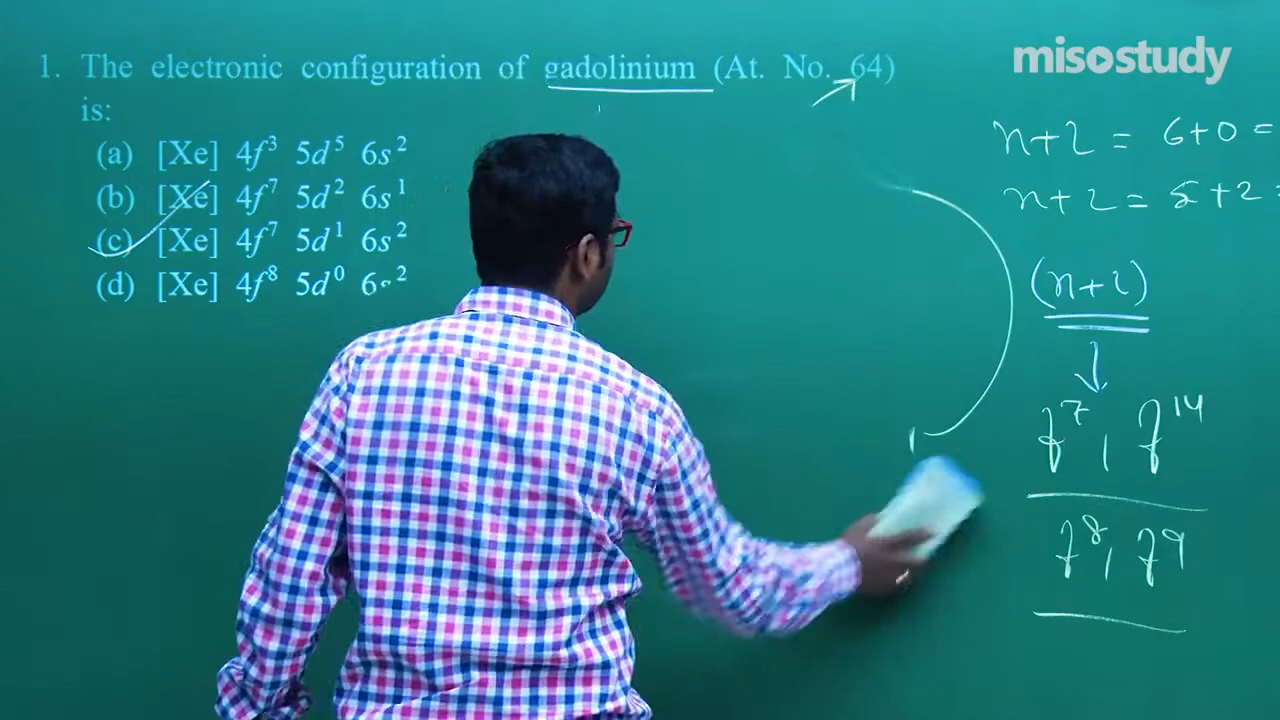 misostudy
1. The electronic configuration of gadolinium (At. No. 64)
is:
(a) [Xe] 4f³ 5d⁵ 6s²
(b) [Xe] 4f⁷ 5d² 6s¹
(c) [Xe] 4f⁷ 5d¹ 6s²
(d) [Xe] 4f⁸ 5d⁰ 6s²
n+l = 6+0 =
n+l = 5+2 =
(n+l)
f⁷, f¹⁴
f⁸, f⁹